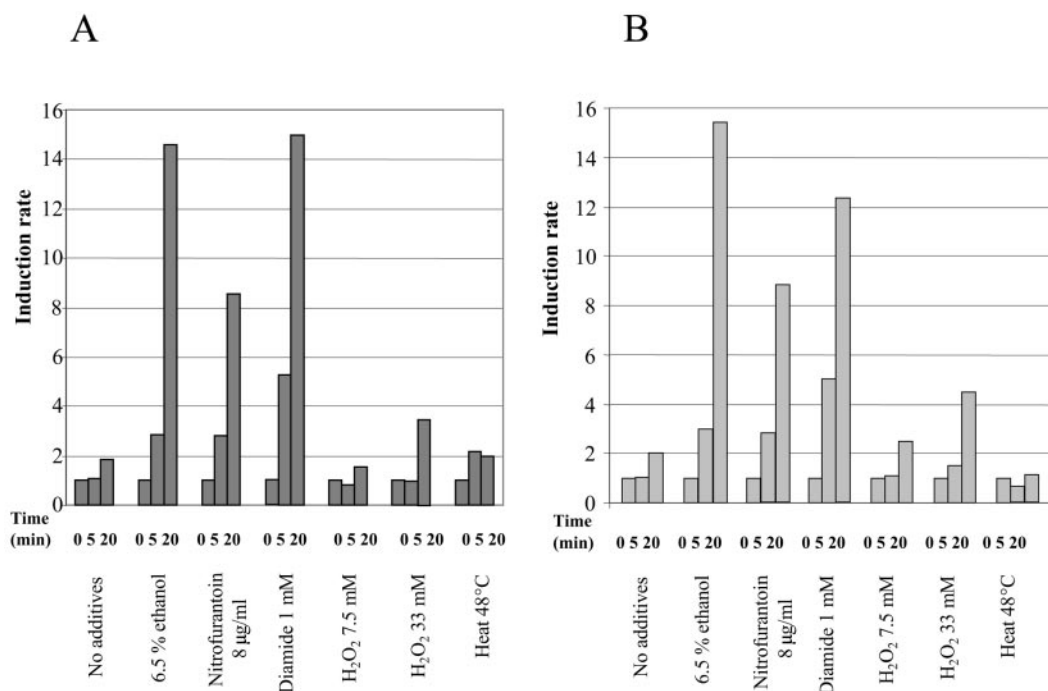 A
16
14
12
10
8
6
4
2
0
Induction rate
Time
(min)
0 5 20 0 5 20 0 5 20 0 5 20 0 5 20 0 5 20 0 5 20
No additives
6.5 % ethanol
Nitrofurantoin
8 µg/ml
Diamide 1 mM
H₂O₂ 7.5 mM
H₂O₂ 33 mM
Heat 48°C
B
16
14
12
10
8
6
4
2
0
Induction rate
Time
(min)
0 5 20 0 5 20 0 5 20 0 5 20 0 5 20 0 5 20 0 5 20
No additives
6.5 % ethanol
Nitrofurantoin
8 µg/ml
Diamide 1 mM
H₂O₂ 7.5 mM
H₂O₂ 33 mM
Heat 48°C